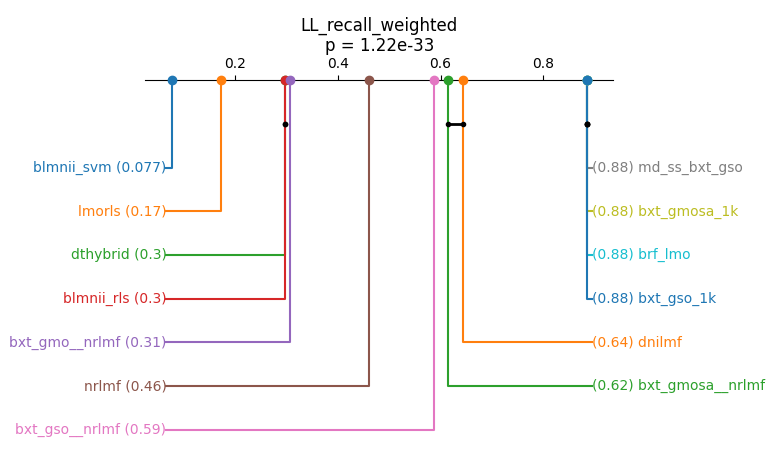 LL_recall_weighted
p = 1.22e-33
0.2 0.4 0.6 0.8
blmnii_svm (0.077)
(0.88) md_ss_bxt_gso
lmorls (0.17)
(0.88) bxt_gmosa_1k
dthybrid (0.3)
(0.88) brf_lmo
blmnii_rls (0.3)
(0.88) bxt_gso_1k
bxt_gmo__nrlmf (0.31)
(0.64) dnilmf
nrlmf (0.46)
(0.62) bxt_gmosa__nrlmf
bxt_gso__nrlmf (0.59)